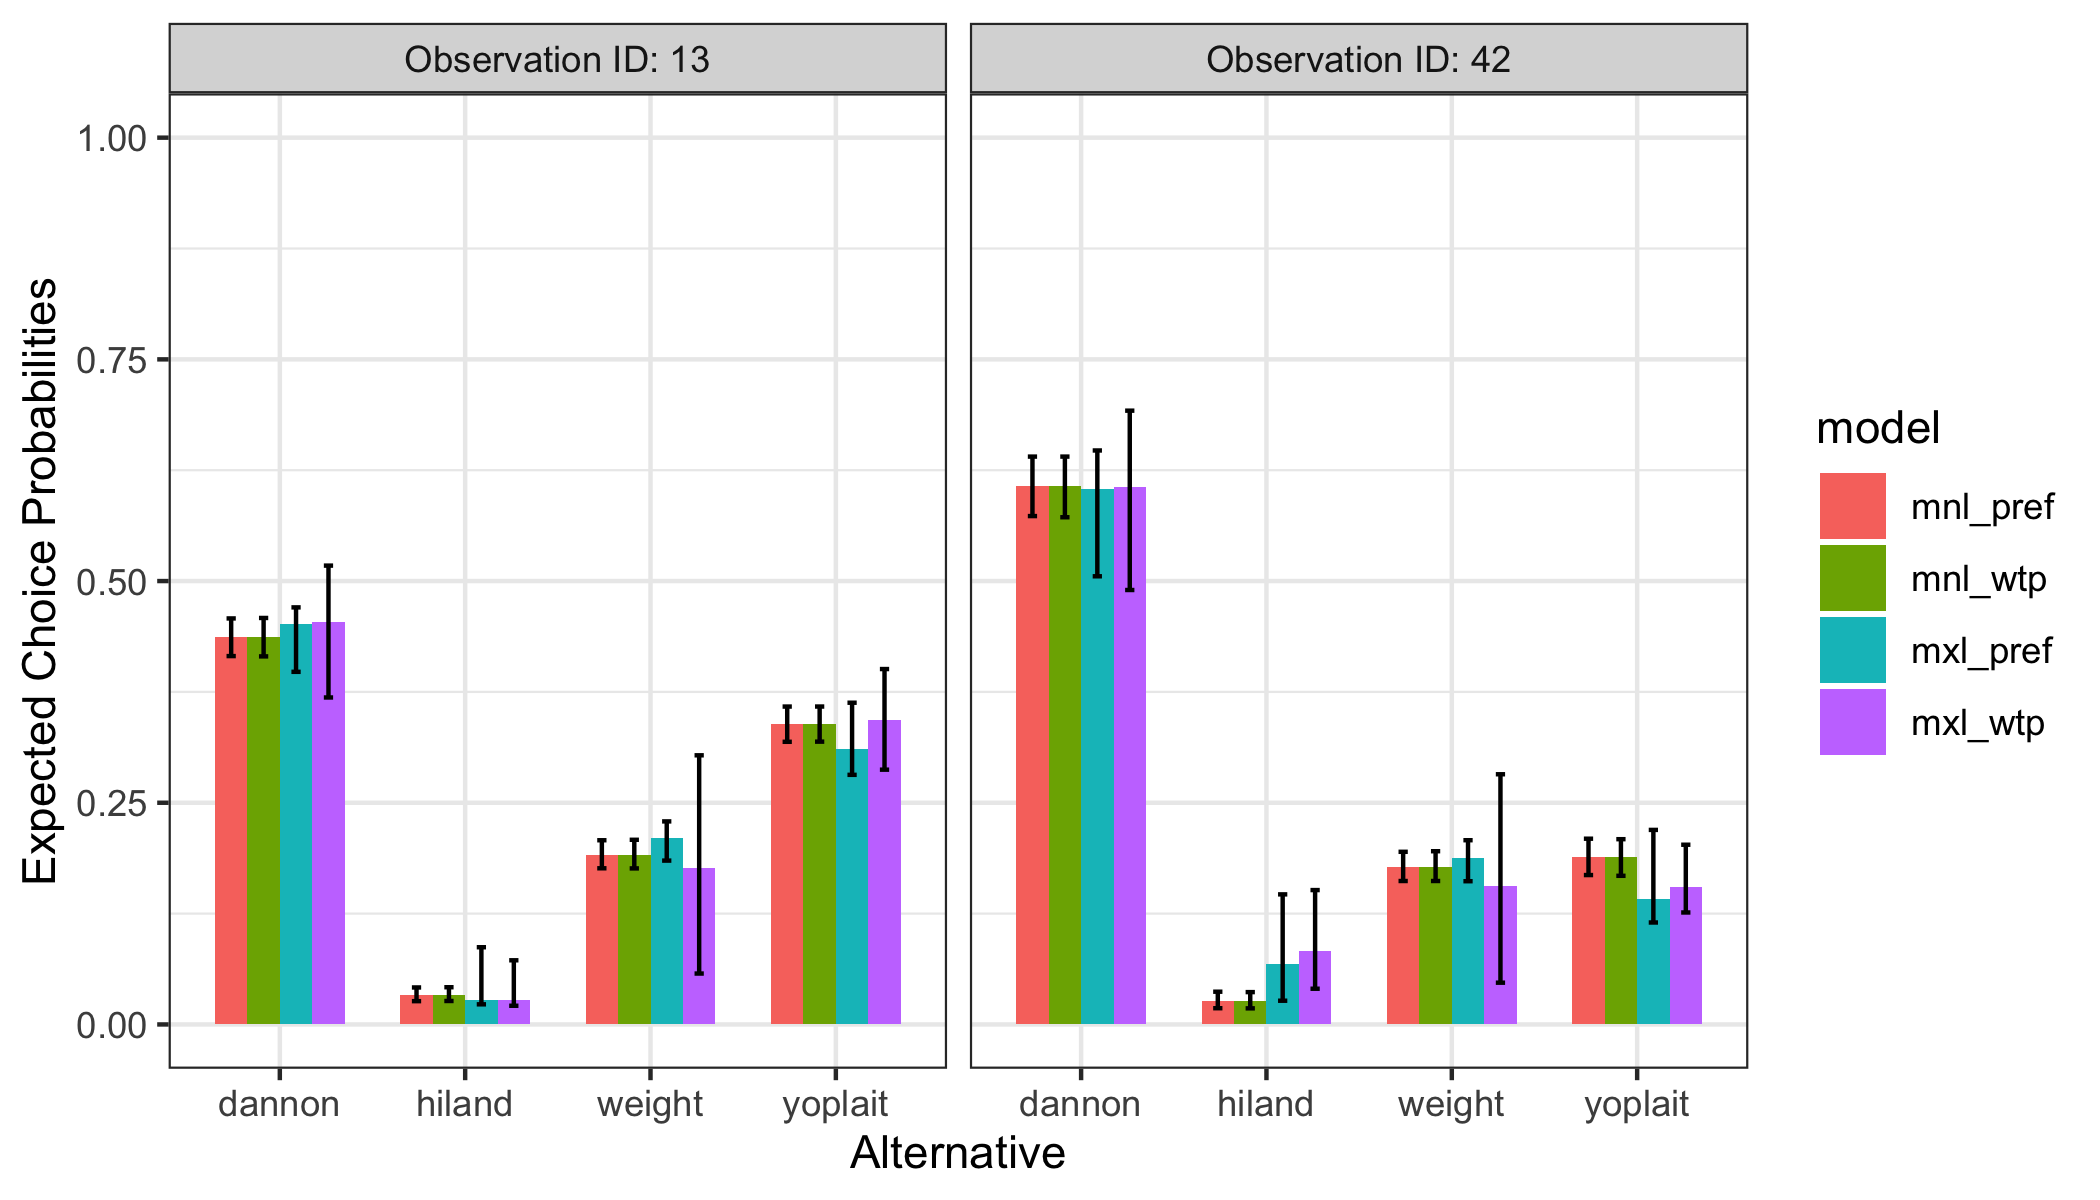 Observation ID: 13
Observation ID: 42
Expected Choice Probabilities
1.00
0.75
0.50
0.25
0.00
dannon hiland weight yoplait
dannon hiland weight yoplait
Alternative
model
mnl_pref
mnl_wtp
mxl_pref
mxl_wtp